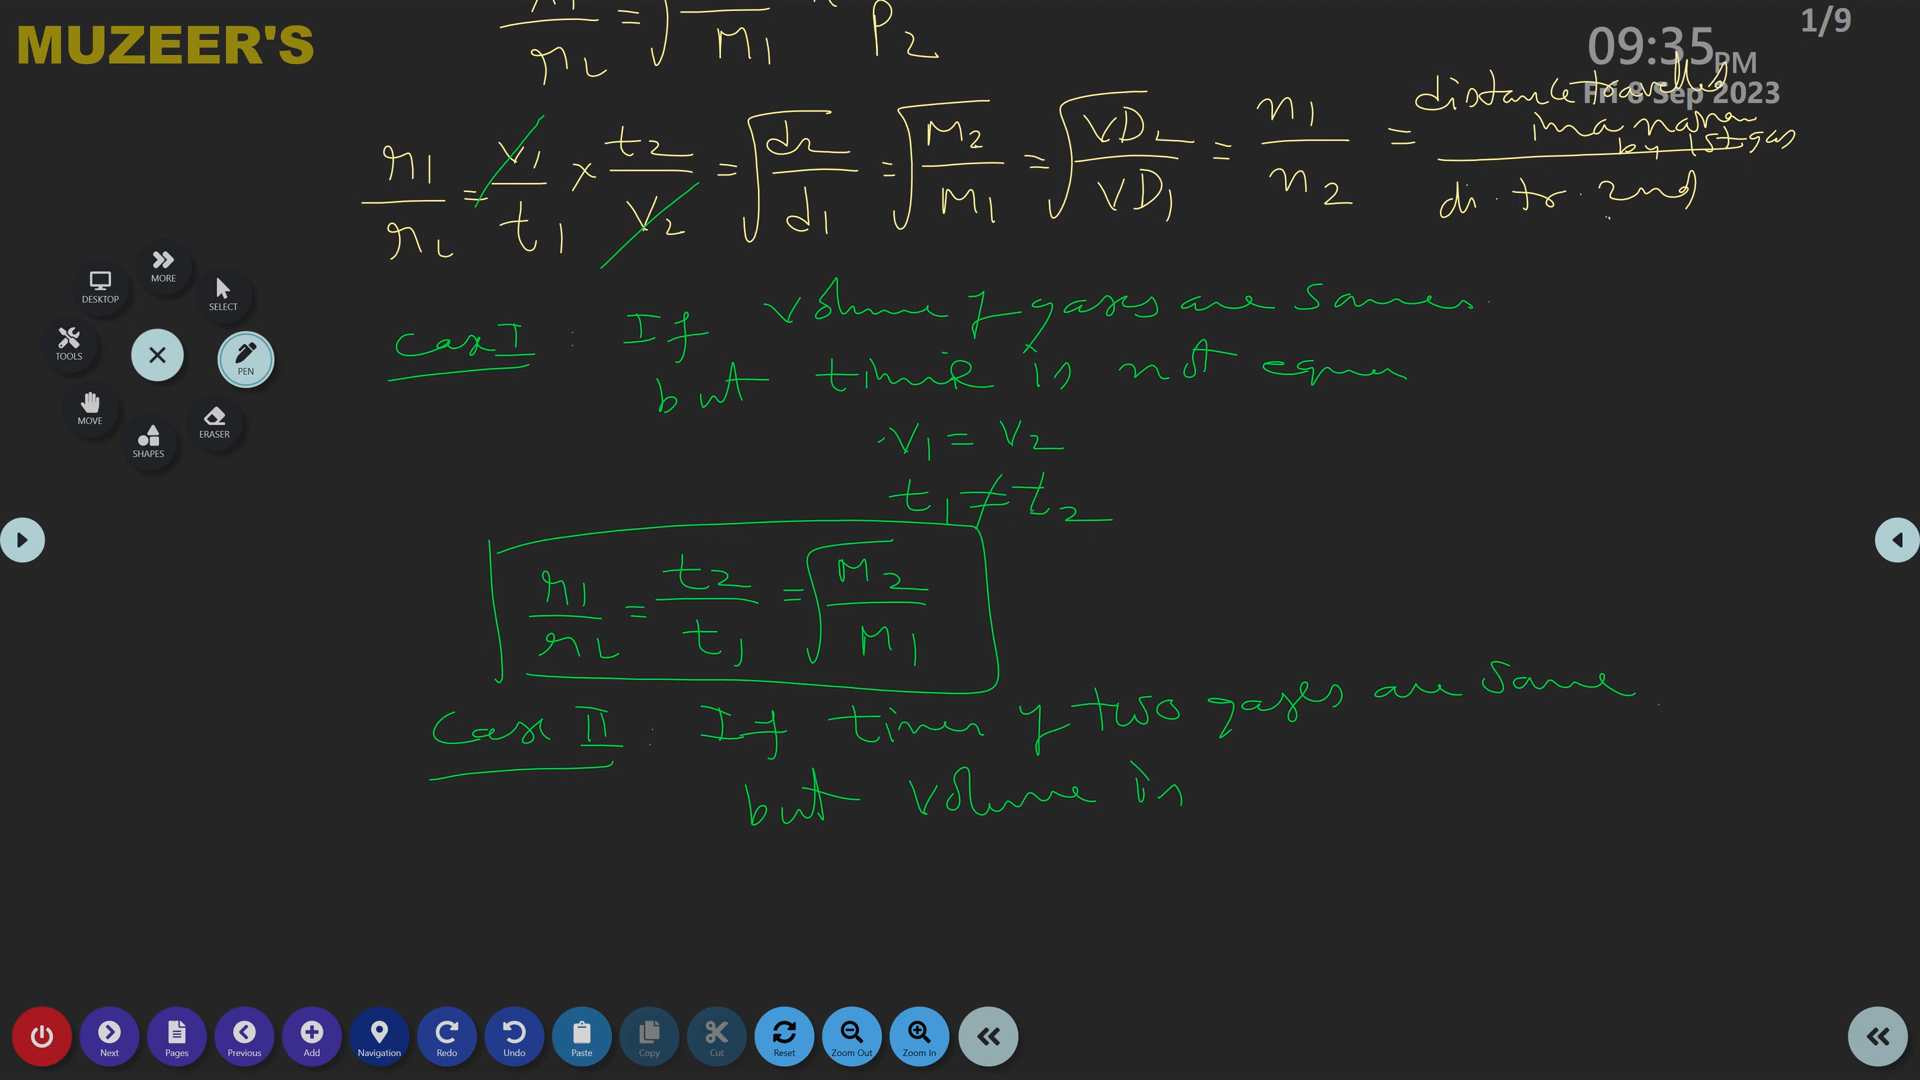 MUZEER'S
1/9
09:35 PM
Fri 8 Sep 2023
r2 = √ M1 P2
r1/r2 = V1/t1 × t2/V2 = √d2/d1 = √M2/M1 = √VD2/VD1 = n1/n2 = distance travelled
by 1st gas
di. tr. 2nd
Case I : If volume of gases are same.
but time is not equal
V1 = V2
t1 ≠ t2
r1/r2 = t2/t1 = √M2/M1
Case II : If time of two gases are same.
but volume is
MORE
DESKTOP
SELECT
TOOLS
PEN
MOVE
ERASER
SHAPES
Next
Pages
Previous
Add
Navigation
Redo
Undo
Paste
Copy
Cut
Reset
Zoom Out
Zoom In